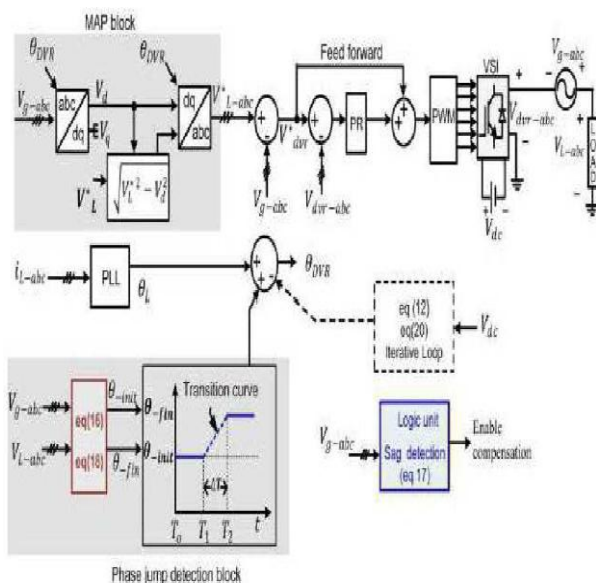 MAP block
θDVR
θDVR
Feed forward
VSI
Vg-abc
Vg-abc
abc
dq
Vd
Vq
dq
abc
V*L-abc
V*dvr
PR
PWM
Vdvr-abc
VL-abc
LOAD
V*L
√V*L² − Vd²
Vg-abc
Vdvr-abc
Vdc
iL-abc
PLL
θL
θDVR
eq (12)
eq(20)
Iterative Loop
Vdc
Vg-abc
VL-abc
eq(16)
eq(18)
θ-init
θ-fin
θ-fin
θ-init
Transition curve
ΔT
To T1 T2 t
Vg-abc
Logic unit
Sag detection
(eq 17)
Enable
compensation
Phase jump detection block